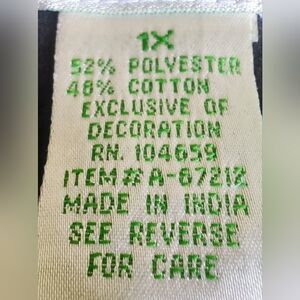 1X
52% POLYESTER
48% COTTON
EXCLUSIVE OF
DECORATION
RN. 104659
ITEM# A-87212
MADE IN INDIA
SEE REVERSE
FOR CARE